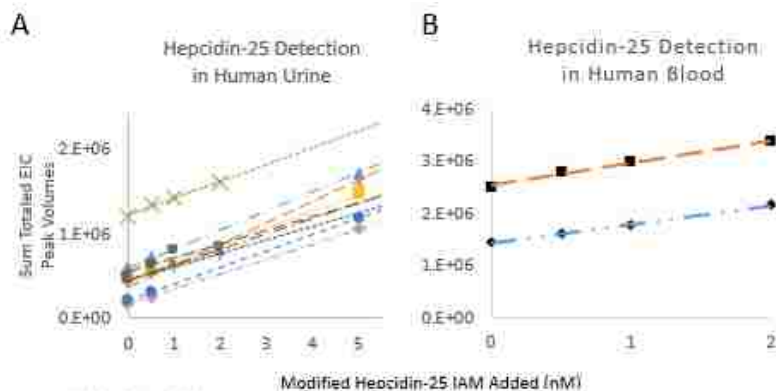 A
Hepcidin-25 Detection
in Human Urine
Sum Totaled EIC
Peak Volumes
2.E+06
1.E+06
0.E+00
0 1 2 3 4 5
B
Hepcidin-25 Detection
in Human Blood
4.E+06
3.E+06
2.E+06
1.E+06
0.E+00
0 1 2
Modified Hepcidin-25 IAM Added (nM)